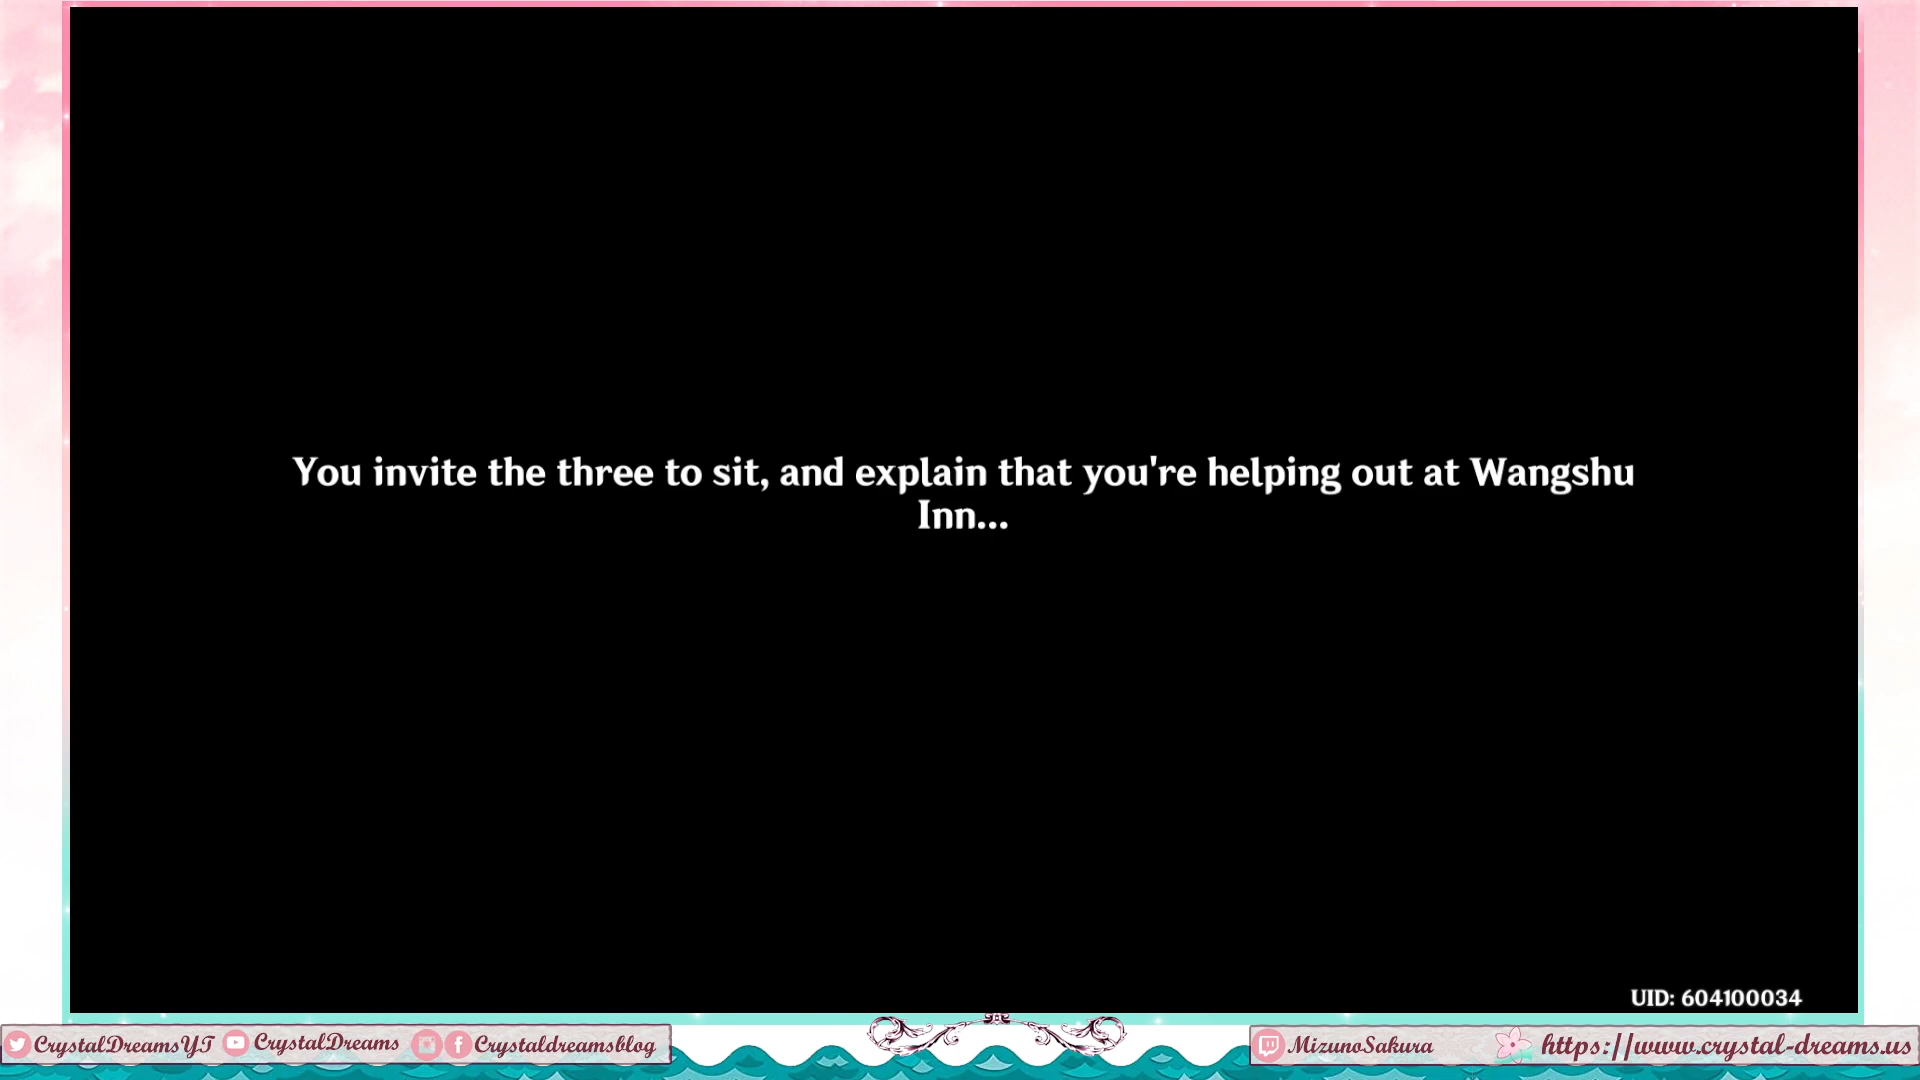 You invite the three to sit, and explain that you're helping out at Wangshu
Inn...
UID: 604100034
CrystalDreamsYT CrystalDreams Crystaldreamsblog
MizunoSakura https://www.crystal-dreams.us